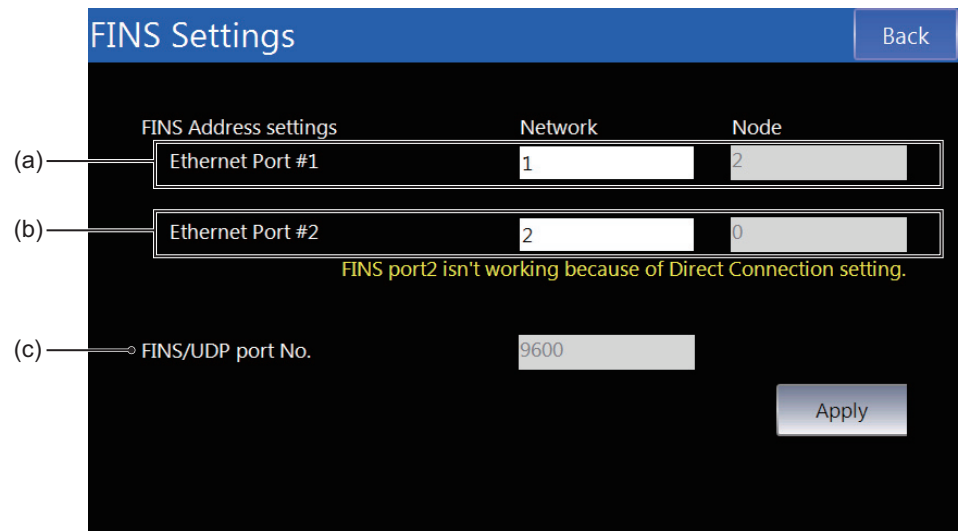 FINS Settings Back
FINS Address settings Network Node
(a) Ethernet Port #1 1 2
(b) Ethernet Port #2 2 0
FINS port2 isn't working because of Direct Connection setting.
(c) FINS/UDP port No. 9600
Apply